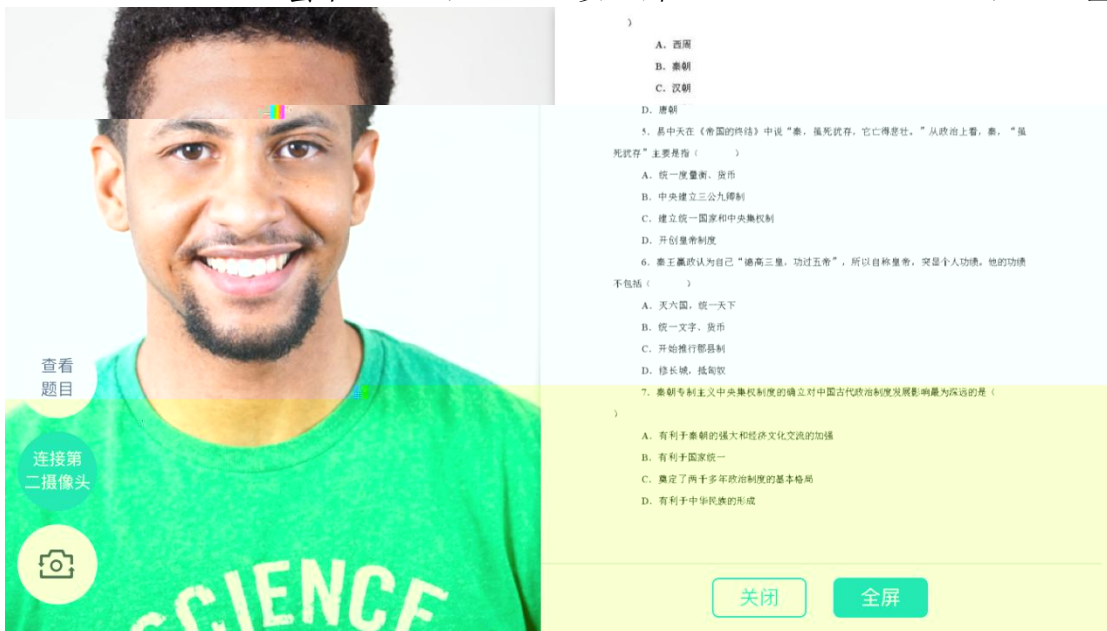 查看
题目
连接第
二摄像头
SCIENCE
）
A. 西周
B. 秦朝
C. 汉朝
D. 唐朝
5. 易中天在《帝国的终结》中说“秦，虽死犹存，它亡得悲壮。”从政治上看，秦，“虽
死犹存”主要是指（ ）
A. 统一度量衡、货币
B. 中央建立三公九卿制
C. 建立统一国家和中央集权制
D. 开创皇帝制度
6. 秦王嬴政认为自己“德高三皇，功过五帝”，所以自称皇帝，突显个人功绩，他的功绩
不包括（ ）
A. 灭六国，统一天下
B. 统一文字、货币
C. 开始推行郡县制
D. 修长城，抵匈奴
7. 秦朝专制主义中央集权制度的确立对中国古代政治制度发展影响最为深远的是（
）
A. 有利于秦朝的强大和经济文化交流的加强
B. 有利于国家统一
C. 奠定了两千多年政治制度的基本格局
D. 有利于中华民族的形成
关闭
全屏